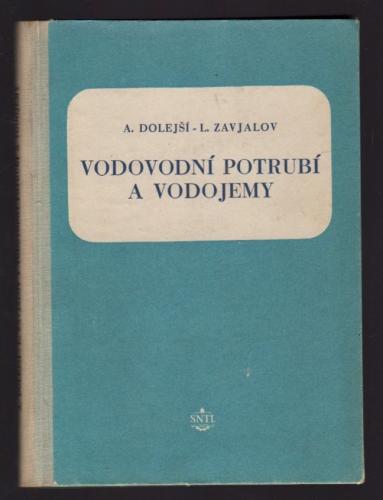 A. DOLEJŠÍ - L. ZAVJALOV
VODOVODNÍ POTRUBÍ
A VODOJEMY
SNTL